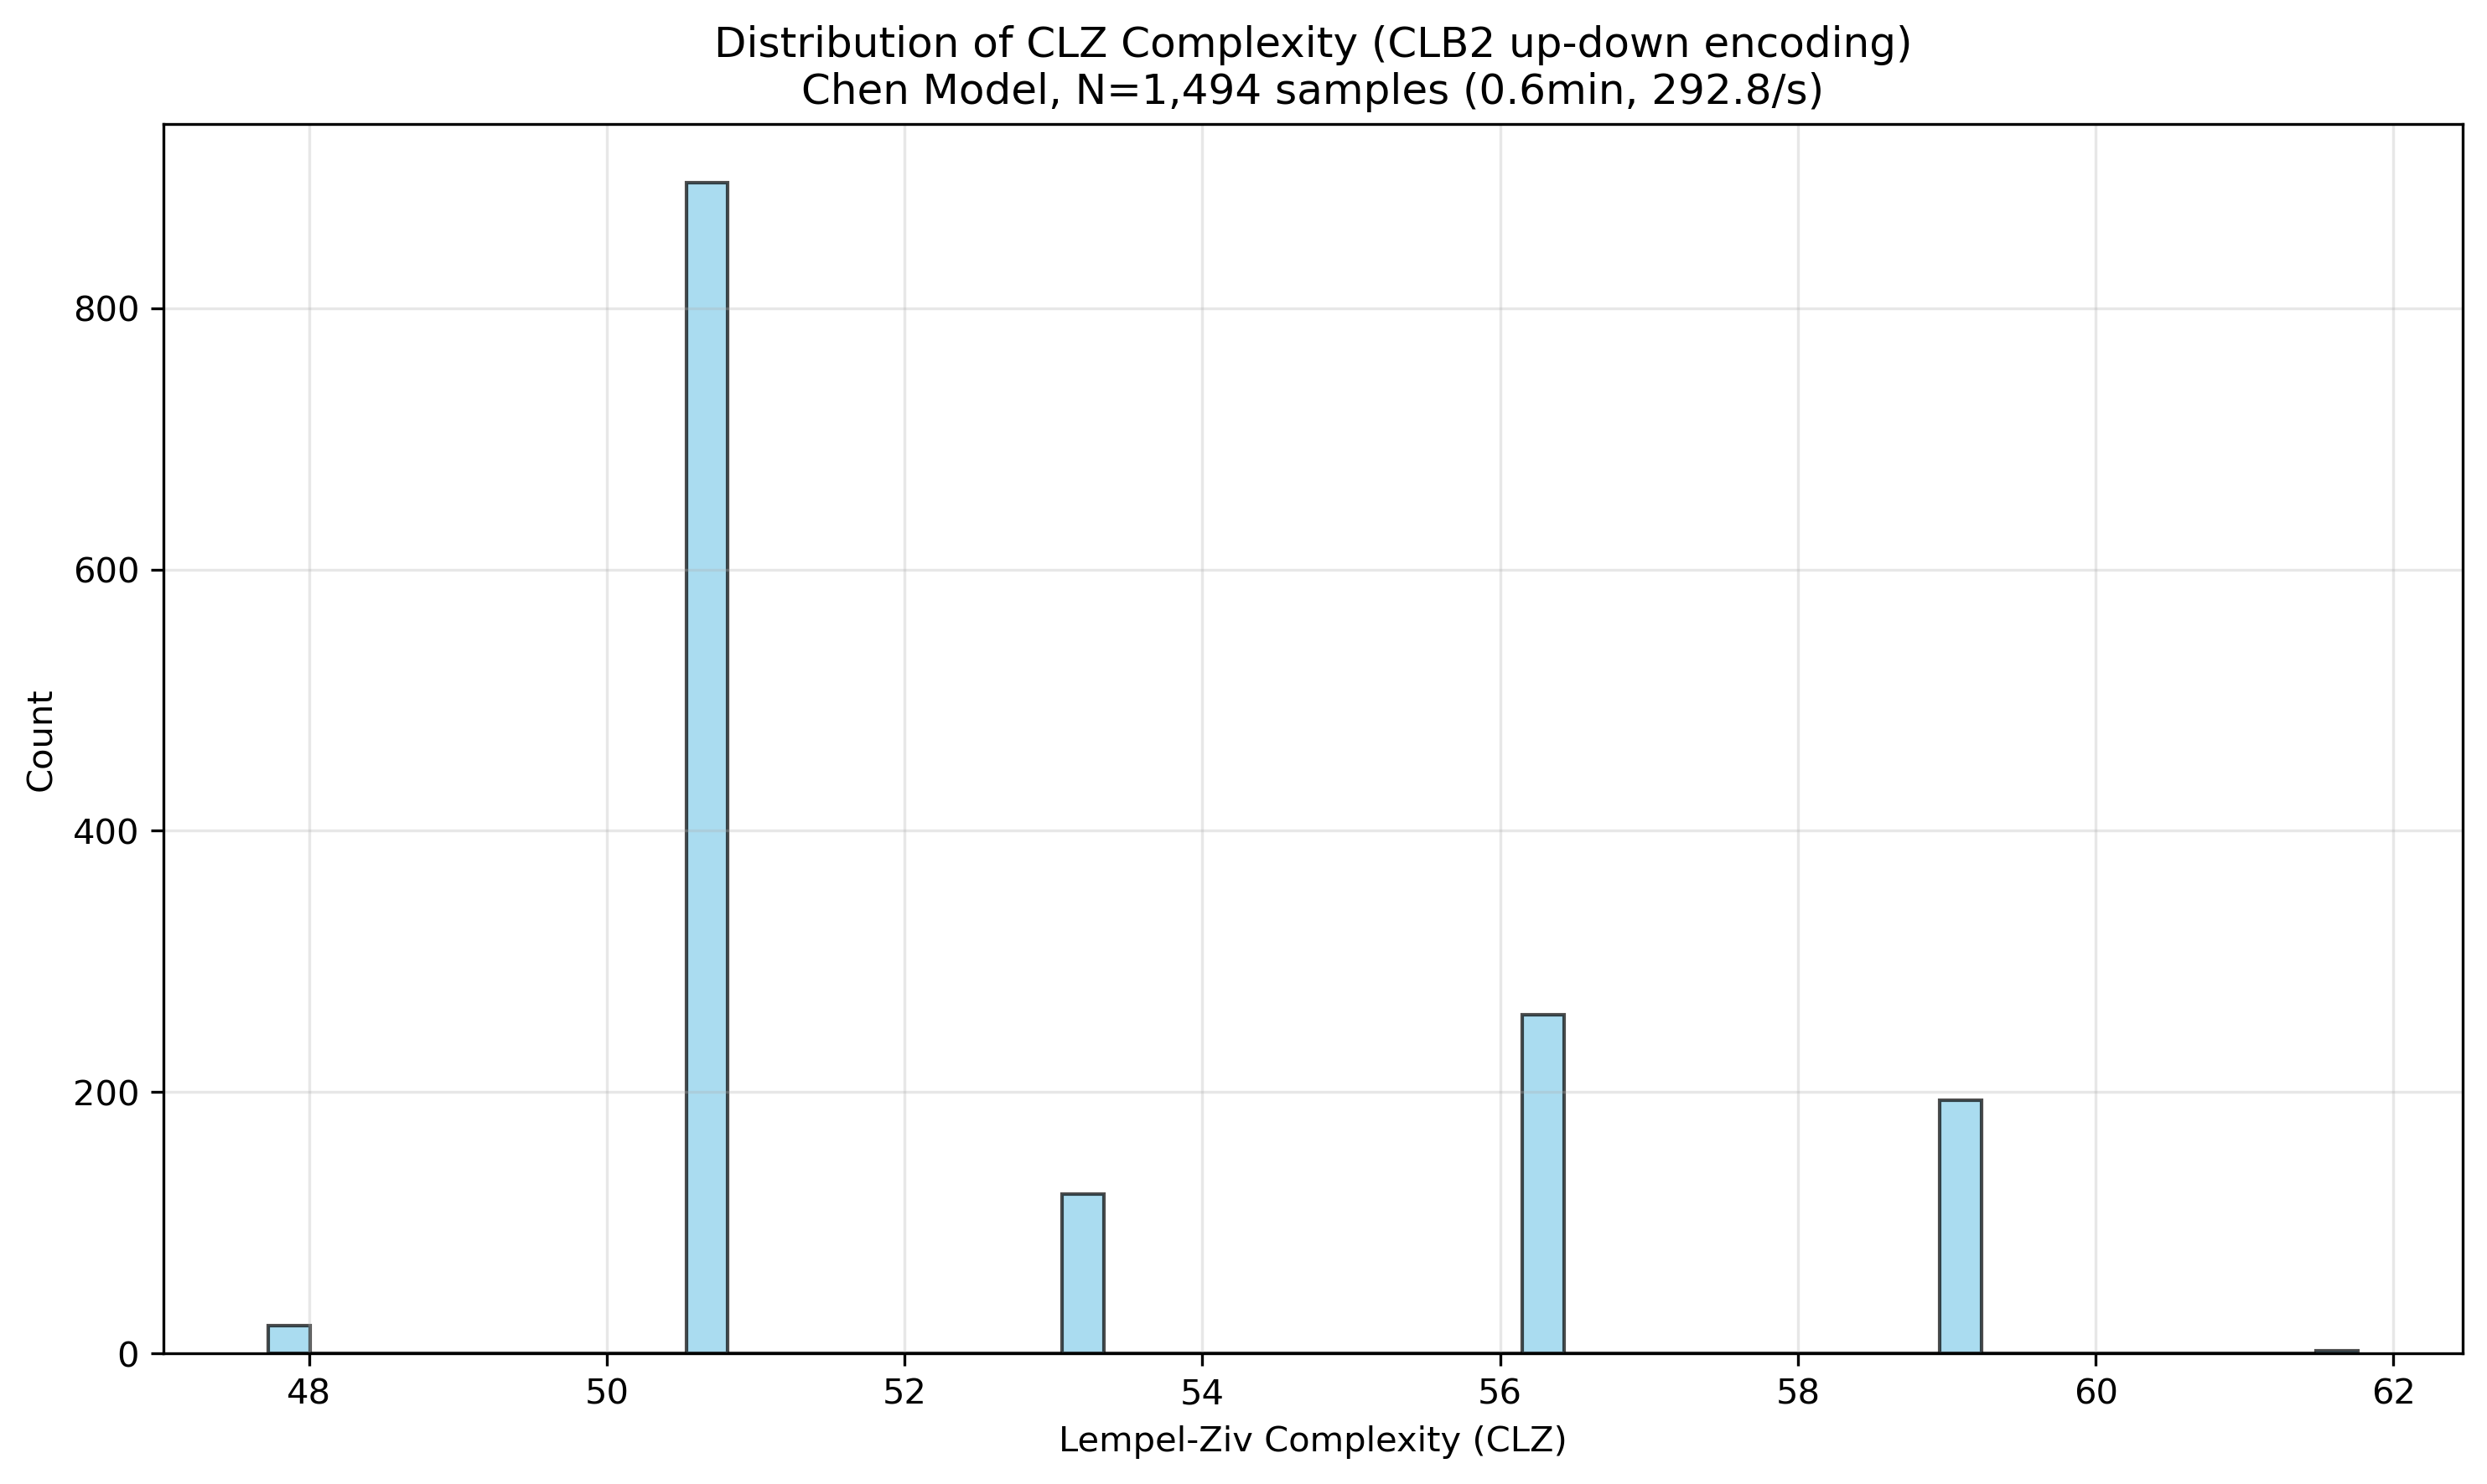 Distribution of CLZ Complexity (CLB2 up-down encoding)
Chen Model, N=1,494 samples (0.6min, 292.8/s)
800
600
400
200
0
Count
48 50 52 54 56 58 60 62
Lempel-Ziv Complexity (CLZ)